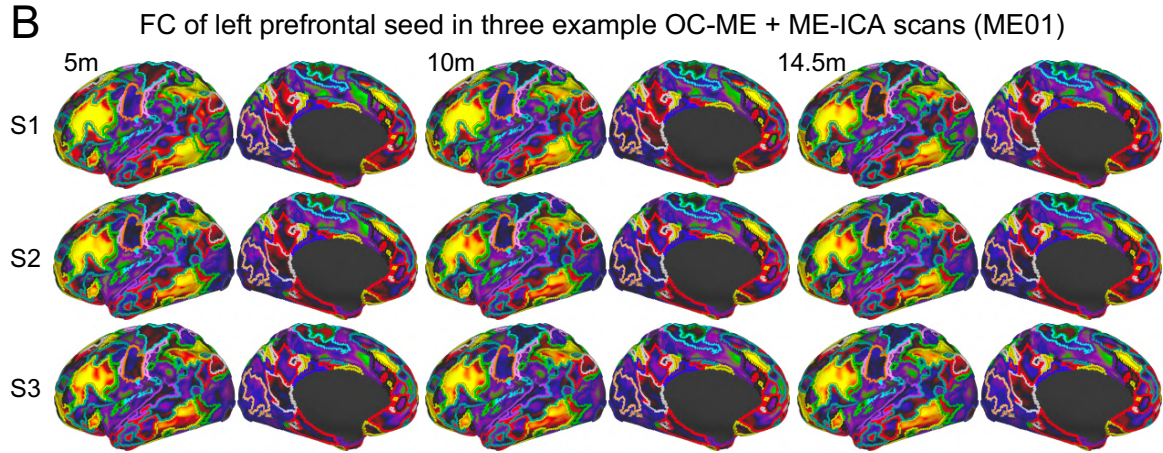 B
FC of left prefrontal seed in three example OC-ME + ME-ICA scans (ME01)
5m 10m 14.5m
S1
S2
S3